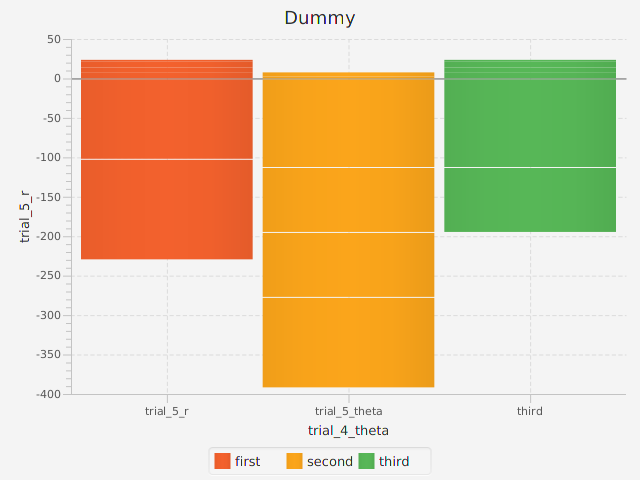 Dummy
50
0
-50
-100
-150
-200
-250
-300
-350
-400
trial_5_r
trial_5_r
trial_5_theta
third
trial_4_theta
first
second
third